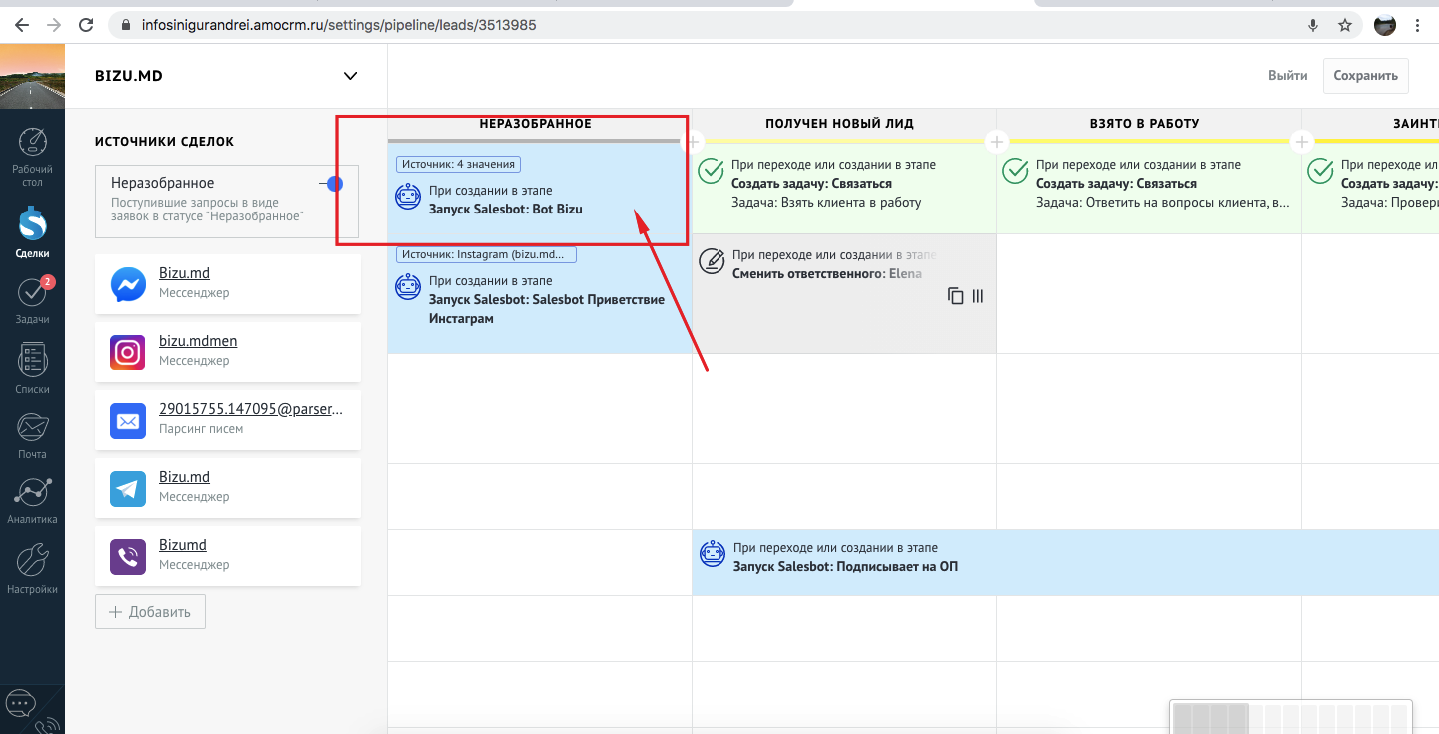 infosinigurandrei.amocrm.ru/settings/pipeline/leads/3513985
BIZU.MD
Выйти
Сохранить
Рабочий
стол
Сделки
2
Задачи
Списки
Почта
Аналитика
Настройки
ИСТОЧНИКИ СДЕЛОК
Неразобранное
Поступившие запросы в виде
заявок в статусе "Неразобранное"
Bizu.md
Мессенджер
bizu.mdmen
Мессенджер
29015755.147095@parser...
Парсинг писем
Bizu.md
Мессенджер
Bizumd
Мессенджер
Добавить
НЕРАЗОБРАННОЕ
Источник: 4 значения
При создании в этапе
Запуск Salesbot: Bot Bizu
Источник: Instagram (bizu.md...
При создании в этапе
Запуск Salesbot: Salesbot Приветствие
Инстаграм
ПОЛУЧЕН НОВЫЙ ЛИД
При переходе или создании в этапе
Создать задачу: Связаться
Задача: Взять клиента в работу
При переходе или создании в этапе
Сменить ответственного: Elena
При переходе или создании в этапе
Запуск Salesbot: Подписывает на ОП
ВЗЯТО В РАБОТУ
При переходе или создании в этапе
Создать задачу: Связаться
Задача: Ответить на вопросы клиента, в...
ЗАИНТ
При переходе ил
Создать задачу:
Задача: Провери